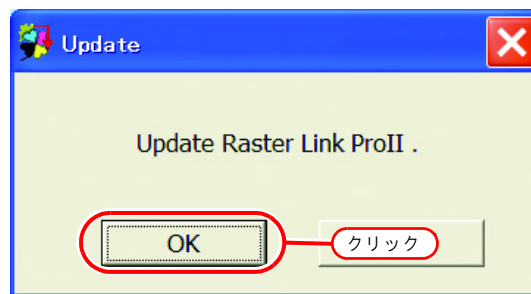 Update
Update Raster Link ProII .
OK
クリック